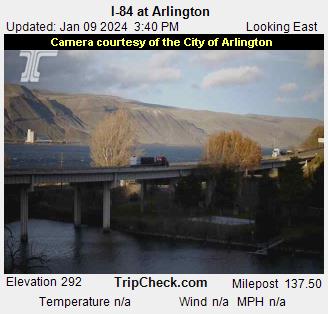 I-84 at Arlington
Updated: Jan 09 2024 3:40 PM Looking East
Camera courtesy of the City of Arlington
Elevation 292 TripCheck.com Milepost 137.50
Temperature n/a Wind n/a MPH n/a